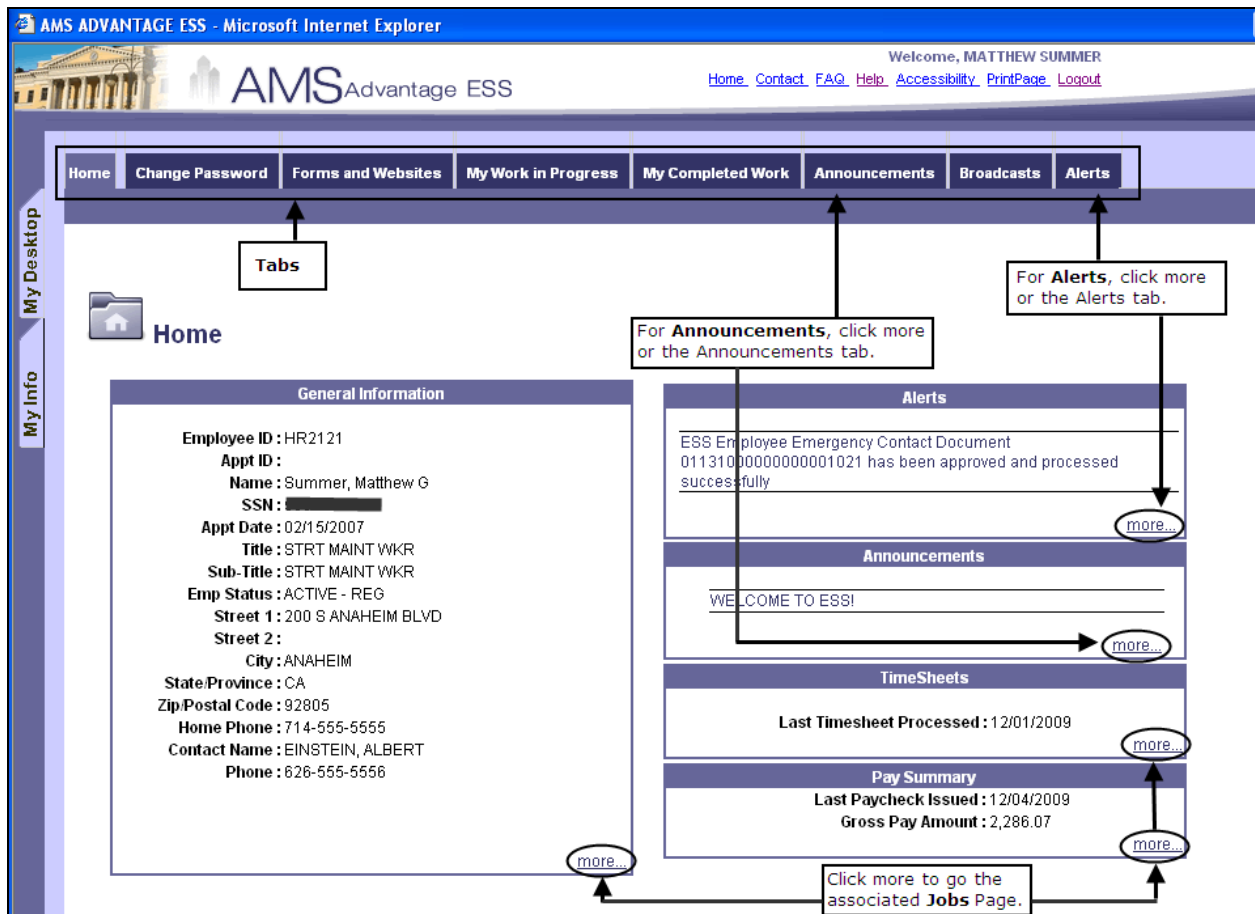 AMS ADVANTAGE ESS - Microsoft Internet Explorer
AMS Advantage ESS
Welcome, MATTHEW SUMMER
Home Contact FAQ Help Accessibility PrintPage Logout
Home Change Password Forms and Websites My Work in Progress My Completed Work Announcements Broadcasts Alerts
My Desktop
My Info
Tabs
For Alerts, click more
or the Alerts tab.
For Announcements, click more
or the Announcements tab.
Home
General Information
Employee ID : HR2121
Appt ID :
Name : Summer, Matthew G
SSN :
Appt Date : 02/15/2007
Title : STRT MAINT WKR
Sub-Title : STRT MAINT WKR
Emp Status : ACTIVE - REG
Street 1 : 200 S ANAHEIM BLVD
Street 2 :
City : ANAHEIM
State/Province : CA
Zip/Postal Code : 92805
Home Phone : 714-555-5555
Contact Name : EINSTEIN, ALBERT
Phone : 626-555-5556
more...
Alerts
ESS Employee Emergency Contact Document
01131000000000001021 has been approved and processed
successfully
more...
Announcements
WELCOME TO ESS!
more...
TimeSheets
Last Timesheet Processed : 12/01/2009
more...
Pay Summary
Last Paycheck Issued : 12/04/2009
Gross Pay Amount : 2,286.07
more...
Click more to go the
associated Jobs Page.